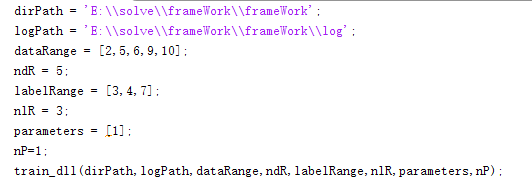 dirPath = 'E:\\solve\\frameWork\\frameWork';
logPath = 'E:\\solve\\frameWork\\frameWork\\log';
dataRange = [2,5,6,9,10];
ndR = 5;
labelRange = [3,4,7];
nlR = 3;
parameters = [1];
nP=1;
train_dll(dirPath,logPath,dataRange,ndR,labelRange,nlR,parameters,nP);